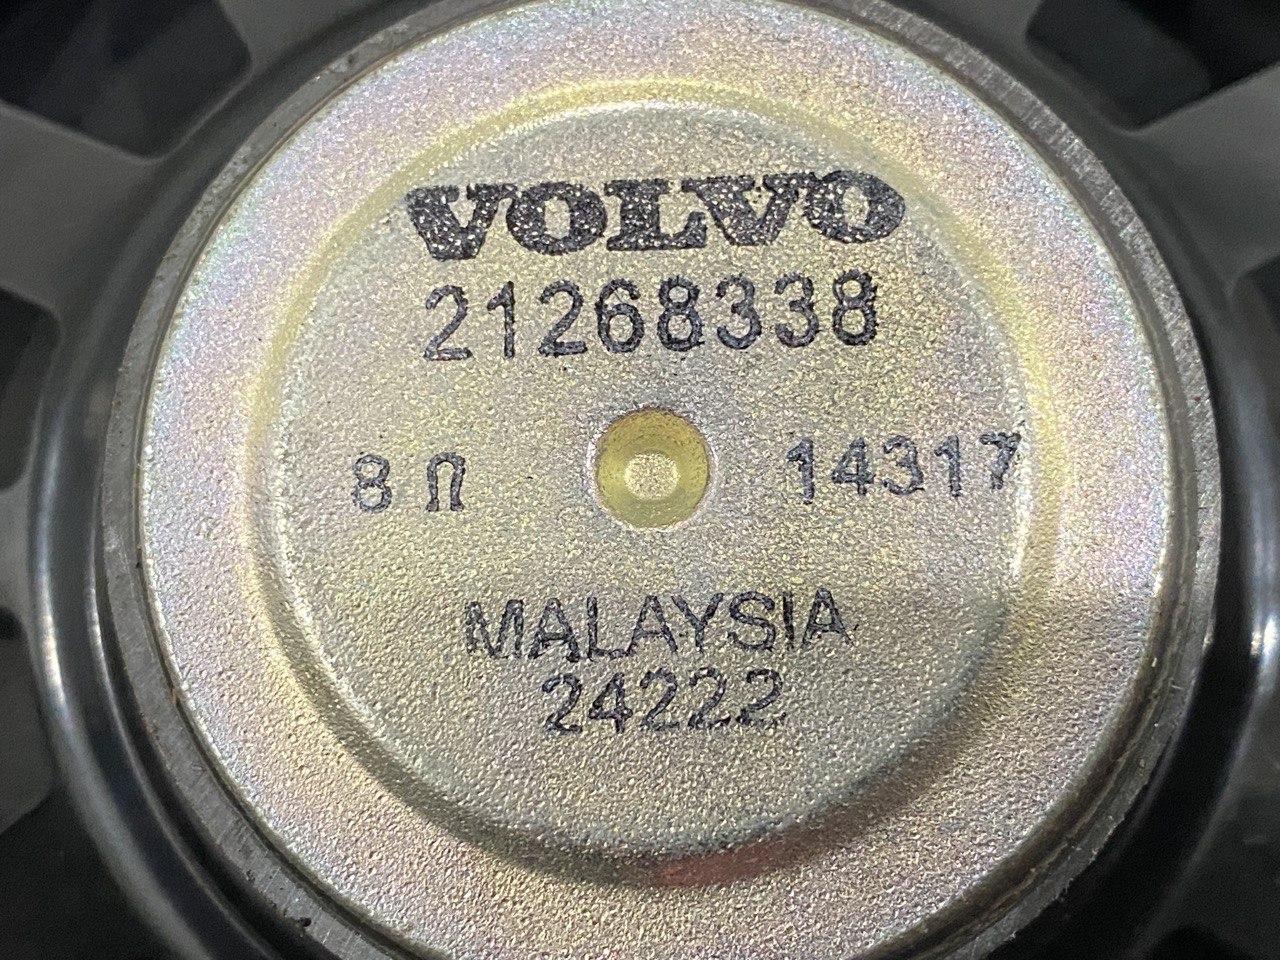 VOLVO
21268338
8 Ω 14317
MALAYSIA
24222